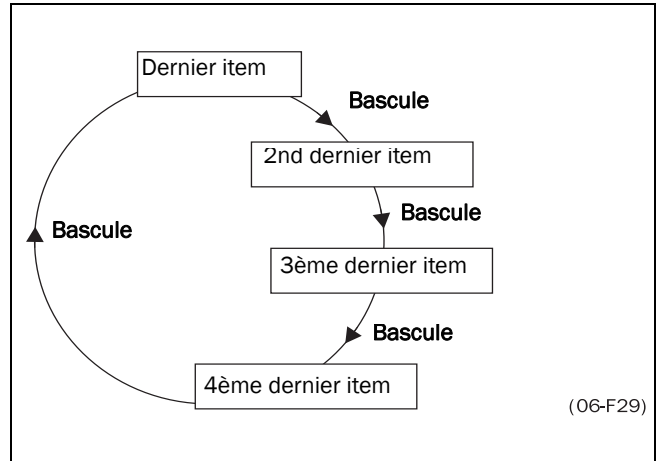 Dernier item
Bascule
2nd dernier item
Bascule
Bascule
3ème dernier item
Bascule
4ème dernier item
(06-F29)